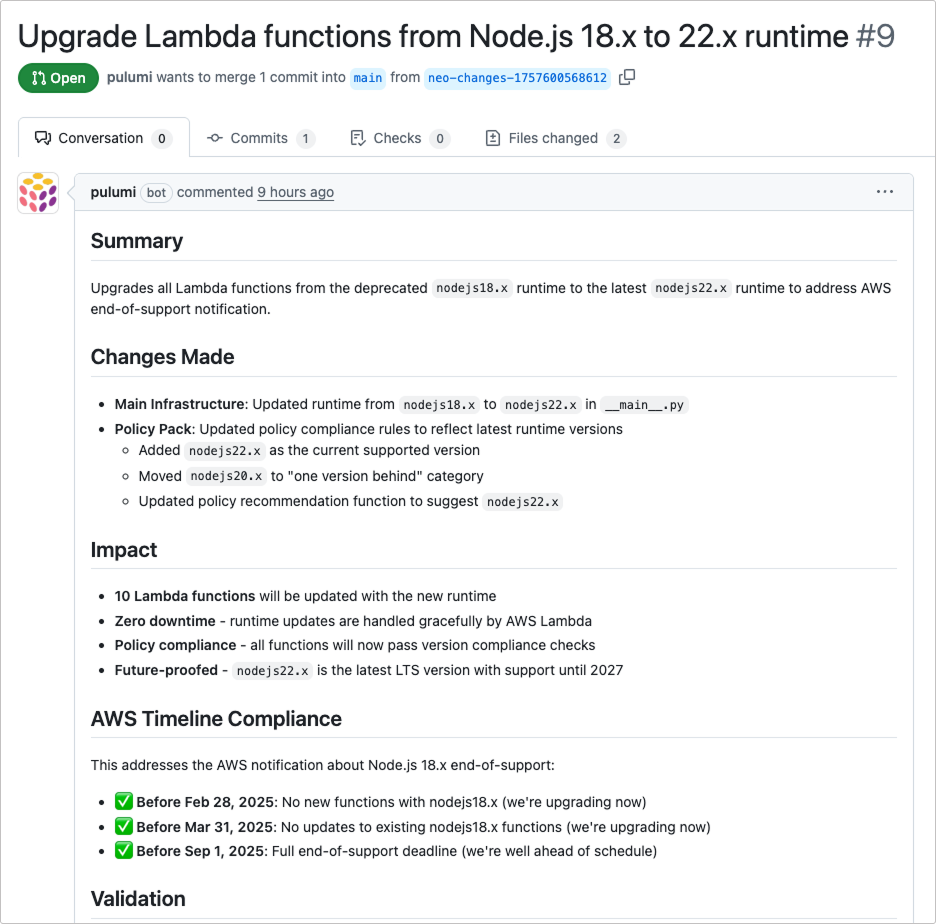 Upgrade Lambda functions from Node.js 18.x to 22.x runtime #9
Open pulumi wants to merge 1 commit into main from neo-changes-1757600568612
Conversation 0 Commits 1 Checks 0 Files changed 2
pulumi bot commented 9 hours ago
Summary
Upgrades all Lambda functions from the deprecated nodejs18.x runtime to the latest nodejs22.x runtime to address AWS
end-of-support notification.
Changes Made
• Main Infrastructure: Updated runtime from nodejs18.x to nodejs22.x in __main__.py
• Policy Pack: Updated policy compliance rules to reflect latest runtime versions
◦ Added nodejs22.x as the current supported version
◦ Moved nodejs20.x to "one version behind" category
◦ Updated policy recommendation function to suggest nodejs22.x
Impact
• 10 Lambda functions will be updated with the new runtime
• Zero downtime - runtime updates are handled gracefully by AWS Lambda
• Policy compliance - all functions will now pass version compliance checks
• Future-proofed - nodejs22.x is the latest LTS version with support until 2027
AWS Timeline Compliance
This addresses the AWS notification about Node.js 18.x end-of-support:
• ✅ Before Feb 28, 2025: No new functions with nodejs18.x (we're upgrading now)
• ✅ Before Mar 31, 2025: No updates to existing nodejs18.x functions (we're upgrading now)
• ✅ Before Sep 1, 2025: Full end-of-support deadline (we're well ahead of schedule)
Validation